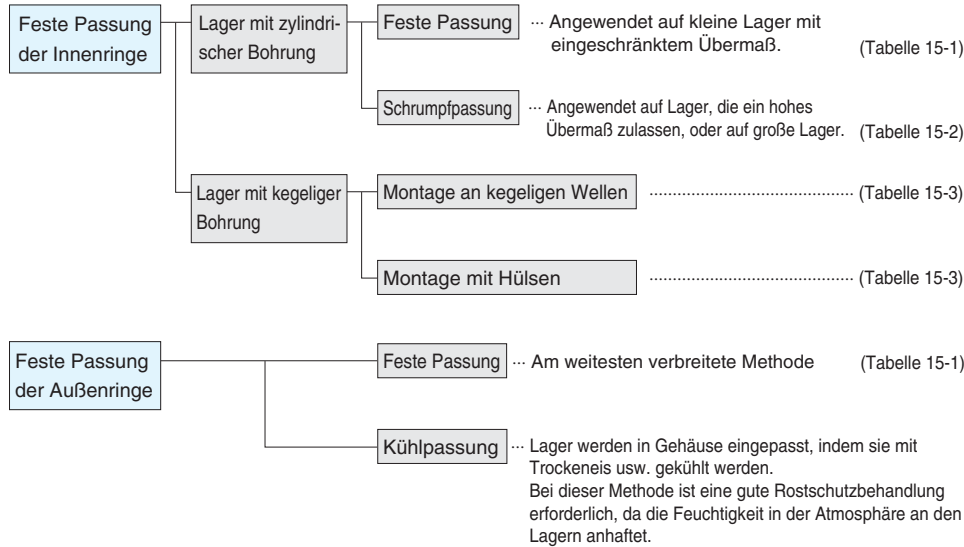 Feste Passung
der Innenringe
Lager mit zylindri-
scher Bohrung
Feste Passung
··· Angewendet auf kleine Lager mit
eingeschränktem Übermaß.
(Tabelle 15-1)
Schrumpfpassung
··· Angewendet auf Lager, die ein hohes
Übermaß zulassen, oder auf große Lager.
(Tabelle 15-2)
Lager mit kegeliger
Bohrung
Montage an kegeligen Wellen
······································ (Tabelle 15-3)
Montage mit Hülsen
······································ (Tabelle 15-3)
Feste Passung
der Außenringe
Feste Passung
··· Am weitesten verbreitete Methode
(Tabelle 15-1)
Kühlpassung
··· Lager werden in Gehäuse eingepasst, indem sie mit
Trockeneis usw. gekühlt werden.
Bei dieser Methode ist eine gute Rostschutzbehandlung
erforderlich, da die Feuchtigkeit in der Atmosphäre an den
Lagern anhaftet.